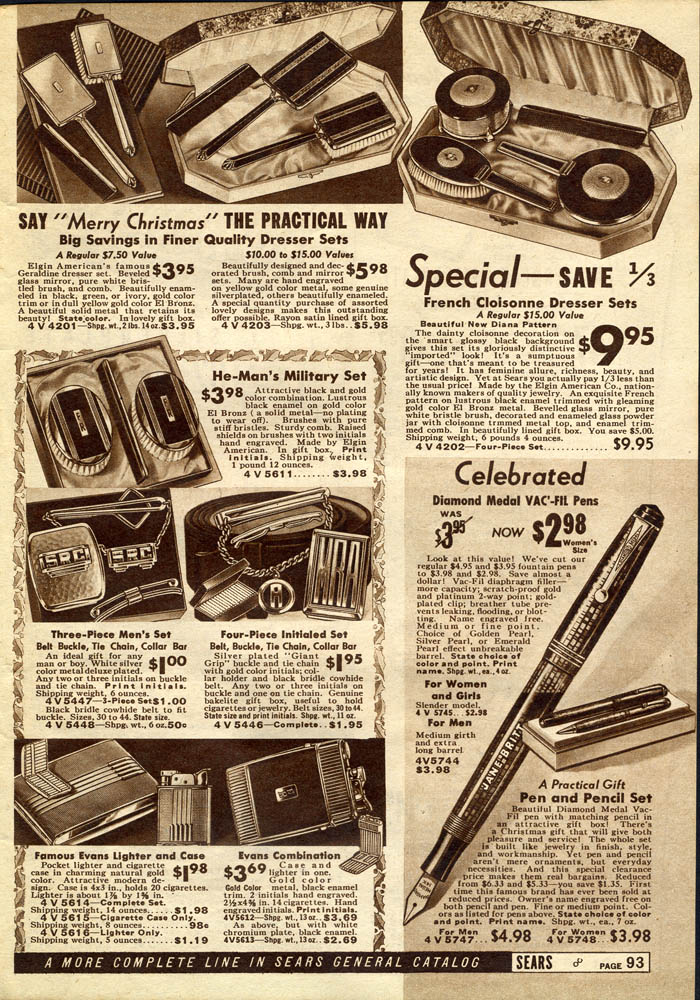 SAY "Merry Christmas" THE PRACTICAL WAY
Big Savings in Finer Quality Dresser Sets
A Regular $7.50 Value
Elgin American's famous $3.95
Geraldine dresser set. Beveled
glass mirror, pure white bris-
tled brush, and comb. Beautifully enam-
eled in black, green, or ivory, gold color
trim or in dull yellow gold color El Bronz.
A beautiful solid metal that retains its
beauty! State color. In lovely gift box.
4 V 4201—Shpg. wt., 2 lbs. 14 oz. $3.95
$10.00 to $15.00 Values
Beautifully designed and dec- $5.98
orated brush, comb and mirror
sets. Many are hand engraved
on yellow gold color metal, some genuine
silverplated, others beautifully enameled.
A special quantity purchase of assorted
lovely designs makes this outstanding
offer possible. Rayon satin lined gift box.
4 V 4203—Shpg. wt., 3 lbs.. $5.98
Special—SAVE 1/3
French Cloisonne Dresser Sets
A Regular $15.00 Value
Beautiful New Diana Pattern
The dainty cloisonne decoration on $9.95
the smart glossy black background
gives this set its gloriously distinctive
"imported" look! It's a sumptuous
gift—one that's meant to be treasured
for years! It has feminine allure, richness, beauty, and
artistic design. Yet at Sears you actually pay 1/3 less than
the usual price! Made by the Elgin American Co., nation-
ally known makers of quality jewelry. An exquisite French
pattern on lustrous black enamel trimmed with gleaming
gold color El Bronz metal. Bevelled glass mirror, pure
white bristle brush, decorated and enameled glass powder
jar with cloisonne trimmed metal top, and enamel trim-
med comb. In beautifully lined gift box. You save $5.00.
Shipping weight, 6 pounds 4 ounces.
4 V 4202—Four-Piece Set.......... $9.95
He-Man's Military Set
$3.98 Attractive black and gold
color combination. Lustrous
black enamel on gold color
El Bronz (a solid metal—no plating
to wear off). Brushes with pure
stiff bristles. Sturdy comb. Raised
shields on brushes with two initials
hand engraved. Made by Elgin
American. In gift box. Print
initials. Shipping weight,
1 pound 12 ounces.
4 V 5611........ $3.98
SRC
SRC
A
HRA
Three-Piece Men's Set
Belt Buckle, Tie Chain, Collar Bar
An ideal gift for any $1.00
man or boy. White silver
color metal deluxe plated.
Any two or three initials on buckle
and tie chain. Print initials.
Shipping weight, 6 ounces.
4 V 5447—3-Piece Set $1.00
Black bridle cowhide belt to fit
buckle. Sizes, 30 to 44. State size.
4 V 5448—Shpg. wt., 6 oz. 50c
Four-Piece Initialed Set
Belt, Buckle, Tie Chain, Collar Bar
Silver plated "Giant $1.95
Grip" buckle and tie chain
with gold color initials; col-
lar holder and black bridle cowhide
belt. Any two or three initials on
buckle and one on tie chain. Genuine
bakelite gift box, useful to hold
cigarettes or jewelry. Belt sizes, 30 to 44.
State size and print initials. Shpg. wt., 11 oz.
4 V 5446—Complete.. $1.95
Celebrated
Diamond Medal VAC'-FIL Pens
WAS
$3.95 NOW $2.98
Women's
Size
Look at this value! We've cut our
regular $4.95 and $3.95 fountain pens
to $3.98 and $2.98. Save almost a
dollar! Vac-Fil diaphragm filler—
more capacity; scratch-proof gold
and platinum 2-way point; gold-
plated clip; breather tube pre-
vents leaking, flooding, or blot-
ting. Name engraved free.
Medium or fine point.
Choice of Golden Pearl,
Silver Pearl, or Emerald
Pearl effect unbreakable
barrel. State choice of
color and point. Print
name. Shpg. wt., ea., 4 oz.
For Women
and Girls
Slender model.
4 V 5745.. $2.98
For Men
Medium girth
and extra
long barrel
4V5744
$3.98
JANE BRITT
A Practical Gift
Pen and Pencil Set
Beautiful Diamond Medal Vac-
Fil pen with matching pencil in
an attractive gift box! There's
a Christmas gift that will give both
pleasure and service! The whole set
is built like jewelry in finish, style,
and workmanship. Yet pen and pencil
aren't mere ornaments, but everyday
necessities. And this special clearance
price makes them real bargains. Reduced
from $6.33 and $5.33—you save $1.35. First
time this famous brand has ever been sold at
reduced prices. Owner's name engraved free on
both pencil and pen. Fine or medium point. Col-
ors as listed for pens above. State choice of color
and point. Print name. Shpg. wt., ea., 7 oz.
For Men
4 V 5747... $4.98
For Women
4 V 5748.. $3.98
Famous Evans Lighter and Case
Pocket lighter and cigarette $1.98
case in charming natural gold
color. Attractive modern de-
sign. Case is 4x3 in., holds 20 cigarettes.
Lighter is about 1⅞ by 1⅝ in.
4 V 5614—Complete Set.
Shipping weight, 14 ounces..... $1.98
4 V 5615—Cigarette Case Only.
Shipping weight, 8 ounces...... 98c
4 V 5616—Lighter Only.
Shipping weight, 5 ounces...... $1.19
Evans Combination
$3.69 Case and
lighter in one.
Gold Color Gold color
metal, black enamel
trim. 2 initials hand engraved.
2½x4⅜ in. 14 cigarettes. Hand
engraved initials. Print initials.
4V5612—Shpg. wt., 13 oz.. $3.69
As above, but with white
chromium plate, black enamel.
4V5613—Shpg. wt., 13 oz.. $2.69
A MORE COMPLETE LINE IN SEARS GENERAL CATALOG SEARS PAGE 93